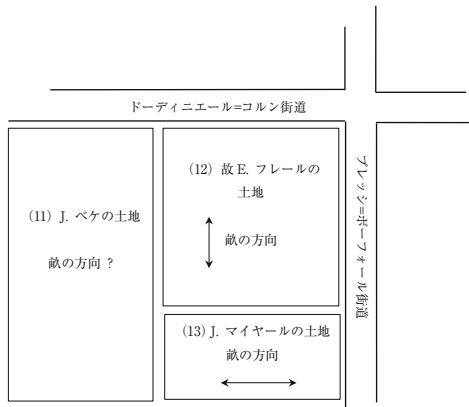 ドーディニエール=コルン街道
(11) J. ベケの土地
畝の方向 ?
(12) 故 E. フレールの
土地
畝の方向
プレッシ=ボーフォール街道
(13) J. マイヤールの土地
畝の方向